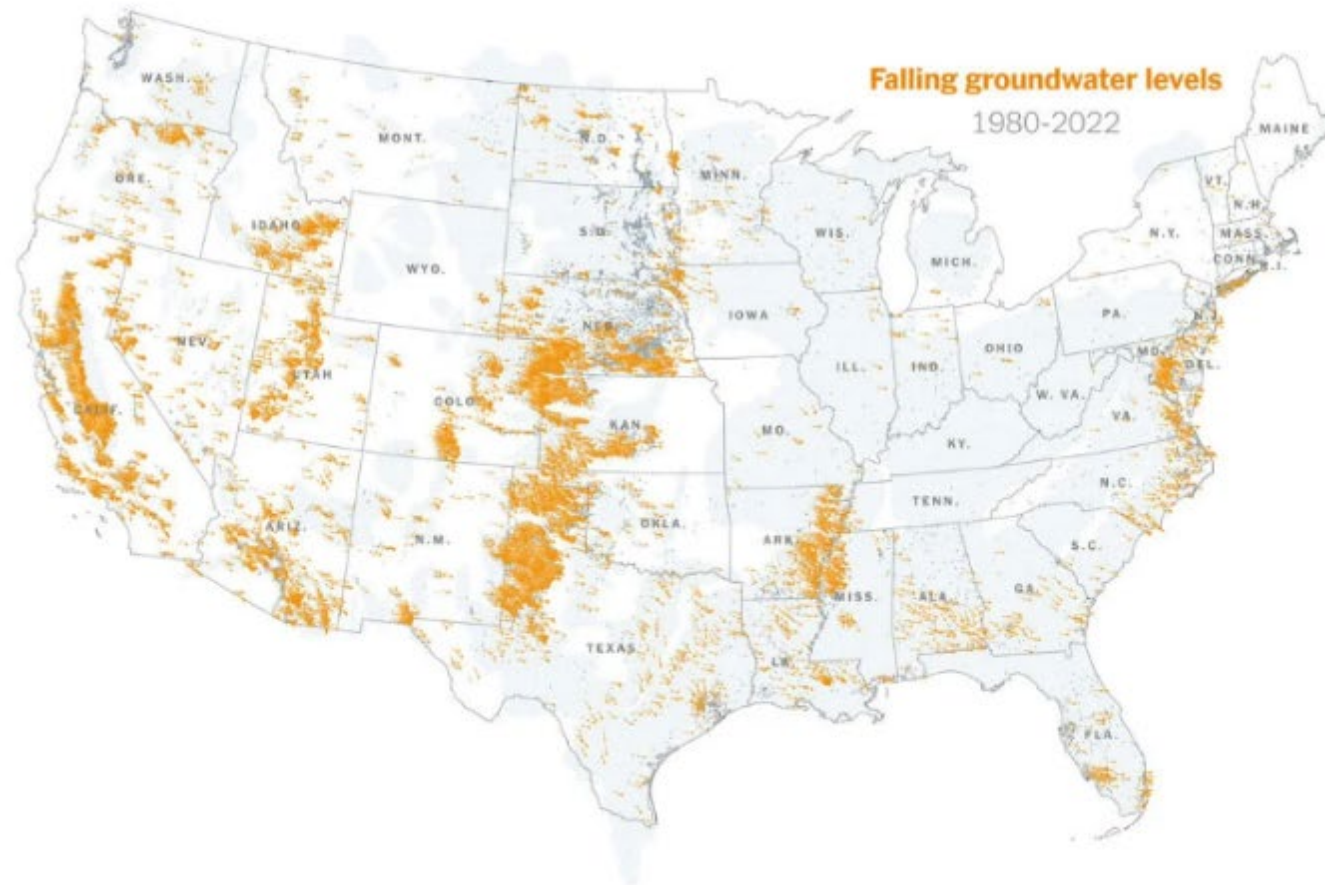 Falling groundwater levels
1980-2022
WASH.
MONT.
N.D.
MINN.
MAINE
ORE.
IDAHO
S.D.
WIS.
MICH.
VT.
N.H.
N.Y.
MASS.
CONN.
R.I.
WYO.
IOWA
PA.
N.J.
NEV.
UTAH
NEB.
ILL.
IND.
OHIO
MD.
DEL.
W. VA.
VA.
CALIF.
COLO.
KAN.
MO.
KY.
ARIZ.
N.M.
OKLA.
ARK.
TENN.
N.C.
S.C.
MISS.
ALA.
GA.
TEXAS
LA.
FLA.